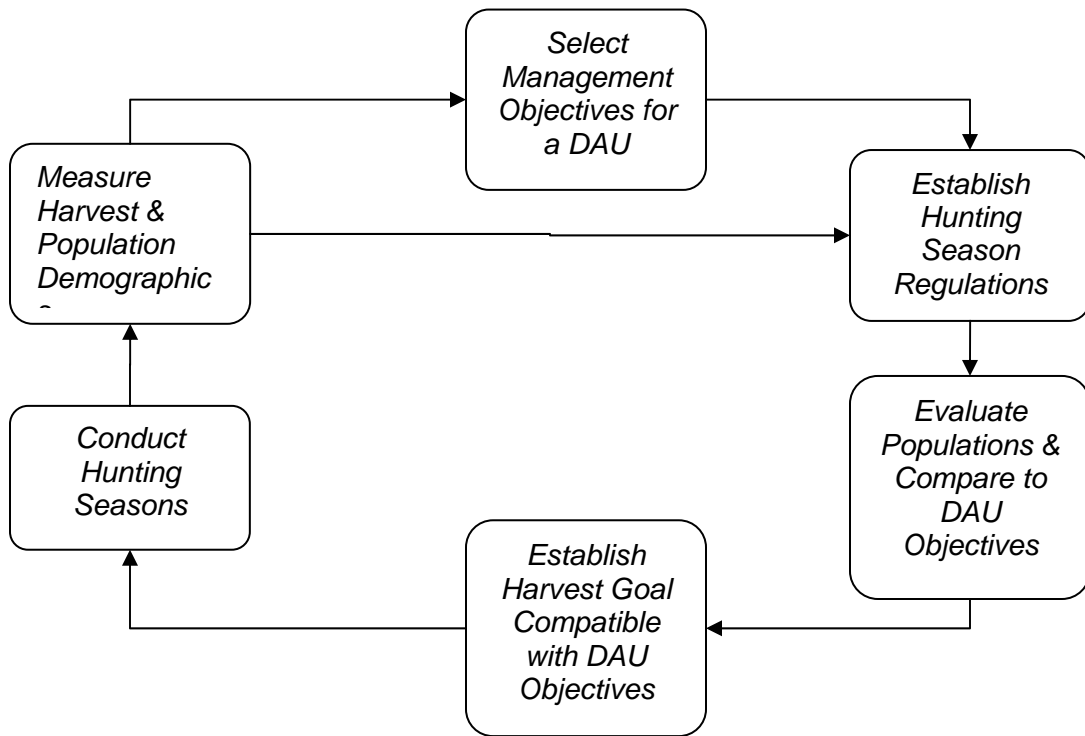 Select
Management
Objectives for
a DAU
Establish
Hunting
Season
Regulations
Evaluate
Populations &
Compare to
DAU
Objectives
Establish
Harvest Goal
Compatible
with DAU
Objectives
Conduct
Hunting
Seasons
Measure
Harvest &
Population
Demographic